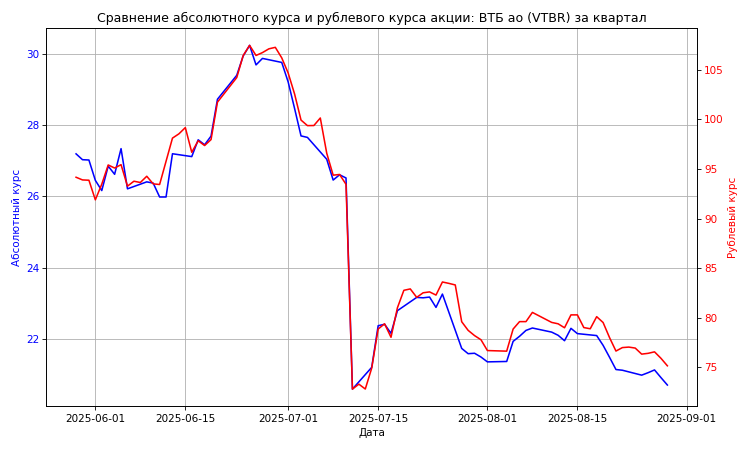 Сравнение абсолютного курса и рублевого курса акции: ВТБ ао (VTBR) за квартал
30
28
26
24
22
Абсолютный курс
105
100
95
90
85
80
75
Рублевый курс
2025-06-01 2025-06-15 2025-07-01 2025-07-15 2025-08-01 2025-08-15 2025-09-01
Дата